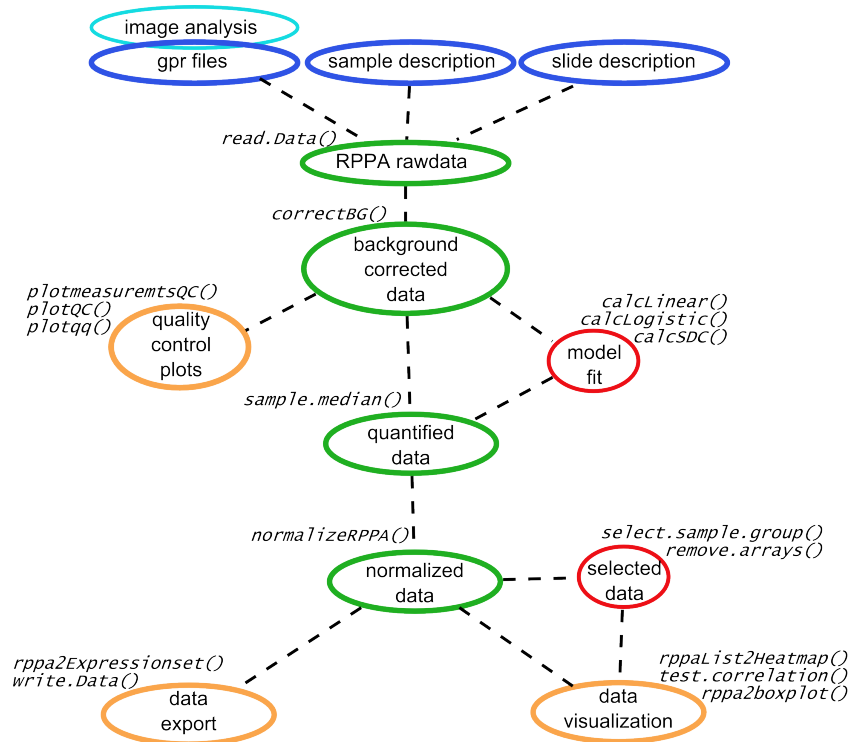 image analysis
gpr files
sample description
slide description
read.Data()
RPPA rawdata
correctBG()
background
corrected
data
plotmeasuremtsQC()
plotQC()
plotqq()
quality
control
plots
calcLinear()
calcLogistic()
calcSDC()
model
fit
sample.median()
quantified
data
normalizeRPPA()
normalized
data
select.sample.group()
remove.arrays()
selected
data
rppa2Expressionset()
write.Data()
data
export
rppaList2Heatmap()
test.correlation()
rppa2boxplot()
data
visualization